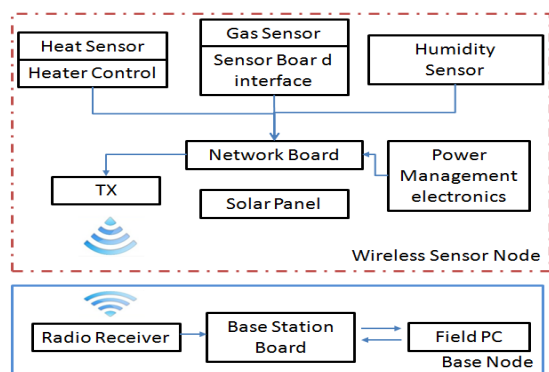 Heat Sensor
Heater Control
Gas Sensor
Sensor Boar d
interface
Humidity
Sensor
Network Board
Power
Management
electronics
TX
Solar Panel
Wireless Sensor Node
Radio Receiver
Base Station
Board
Field PC
Base Node